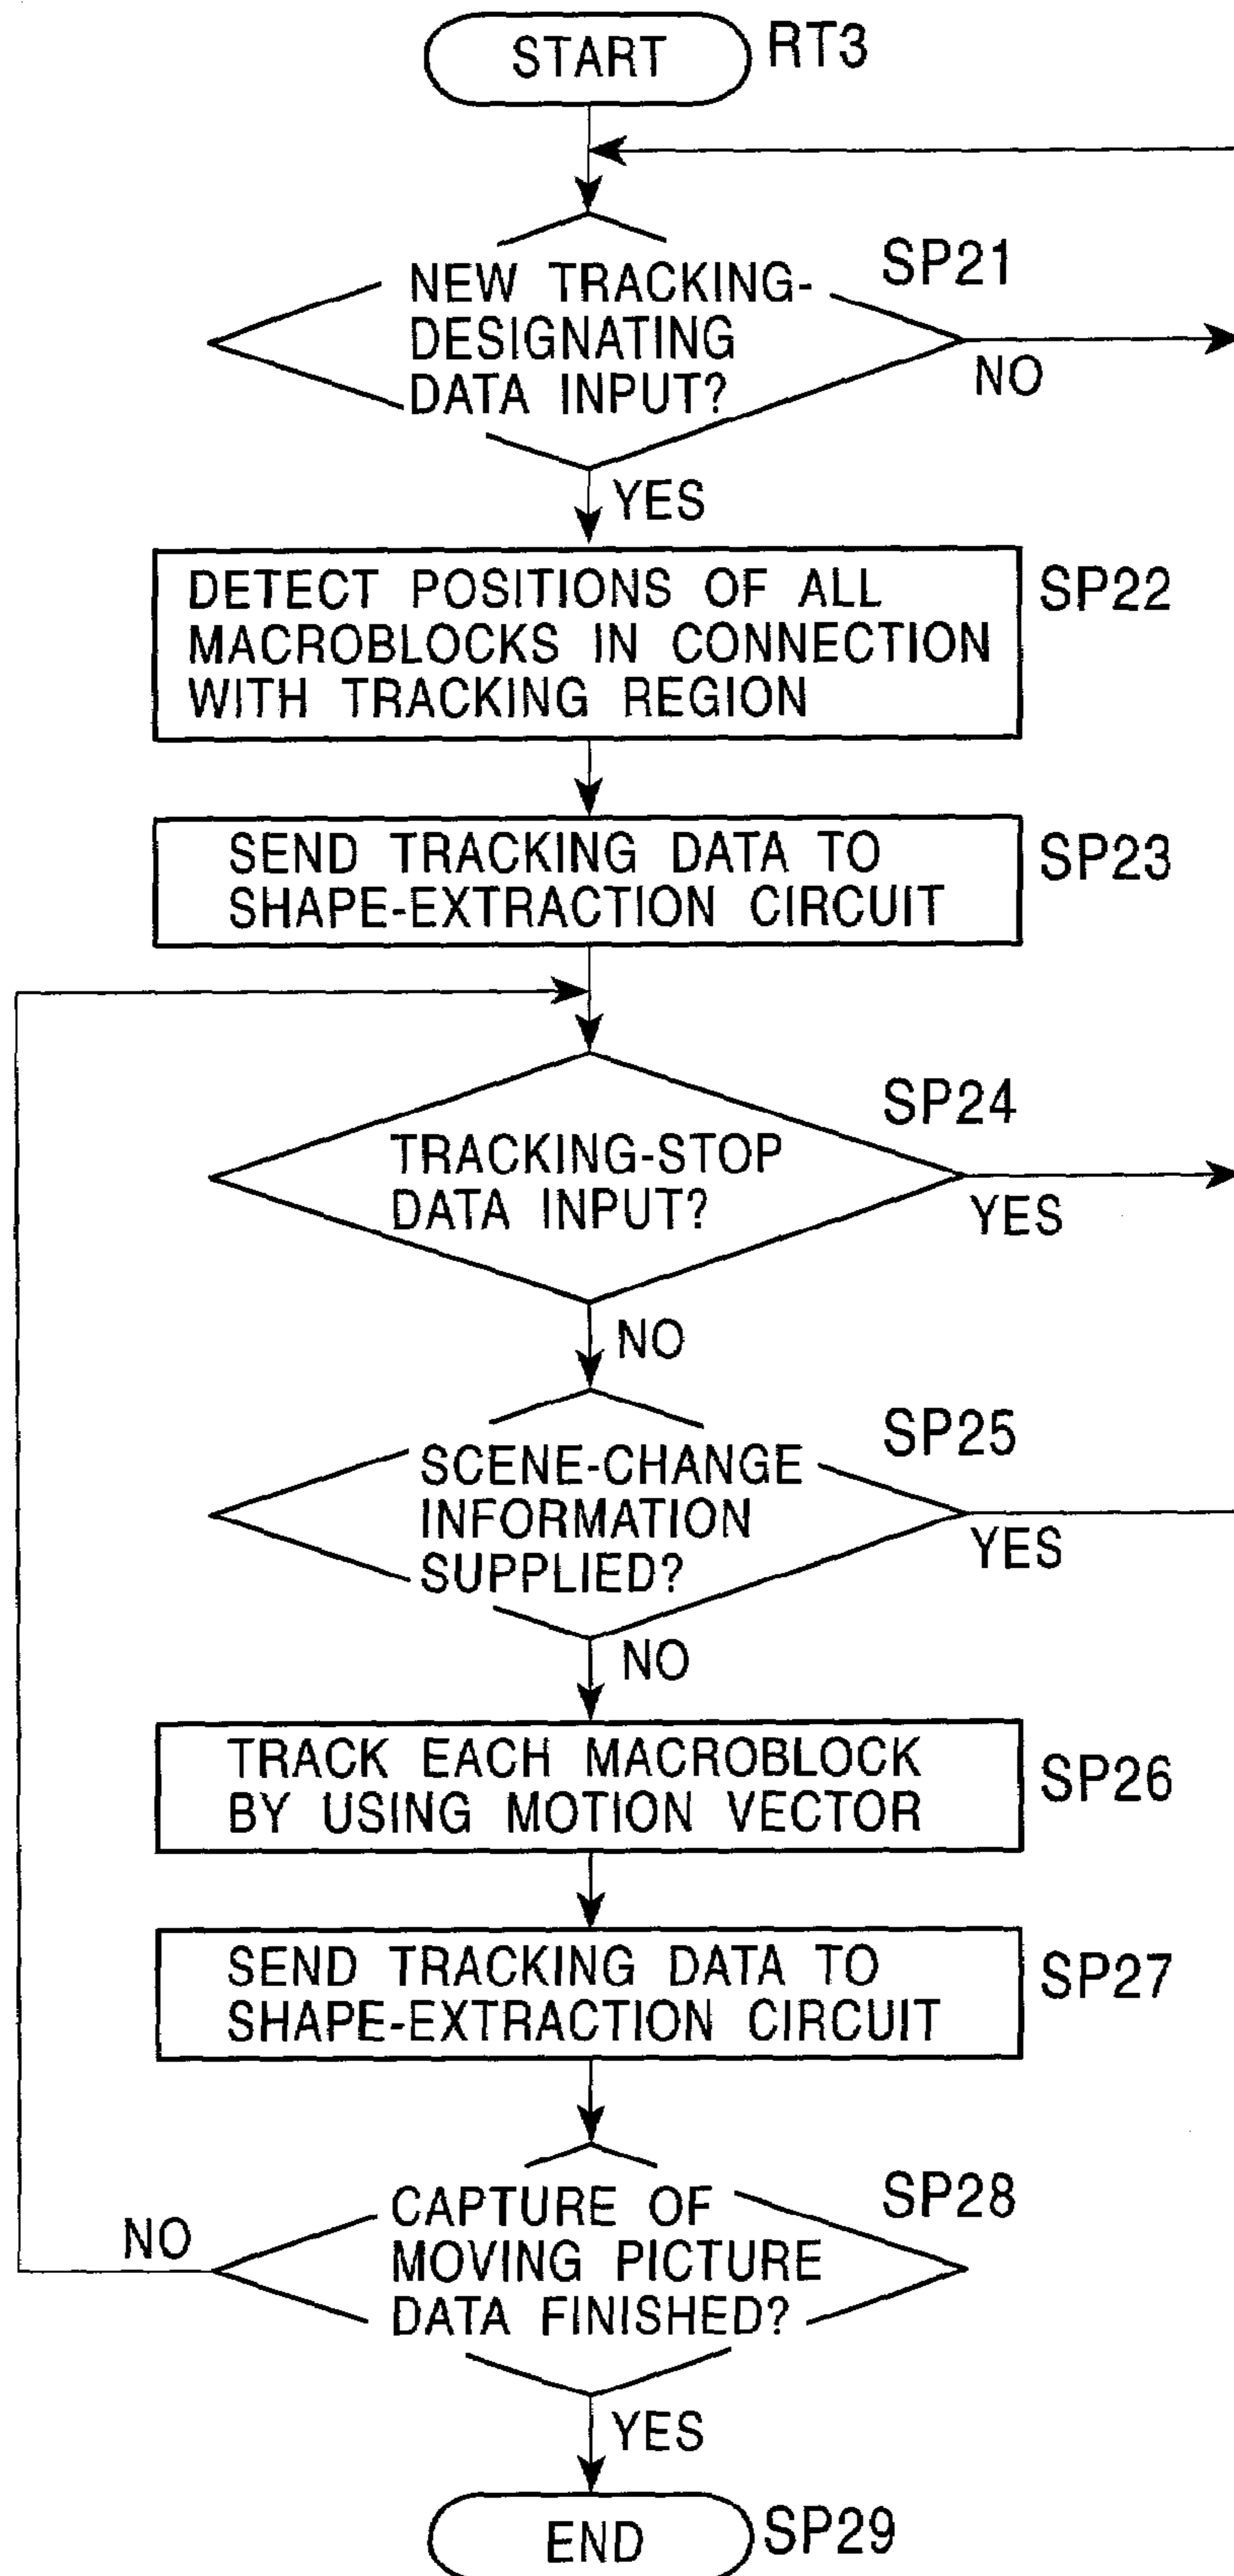 START RT3
SP21
NEW TRACKING-
DESIGNATING
DATA INPUT?
NO
YES
DETECT POSITIONS OF ALL
MACROBLOCKS IN CONNECTION
WITH TRACKING REGION
SP22
SEND TRACKING DATA TO
SHAPE-EXTRACTION CIRCUIT
SP23
SP24
TRACKING-STOP
DATA INPUT?
YES
NO
SP25
SCENE-CHANGE
INFORMATION
SUPPLIED?
YES
NO
TRACK EACH MACROBLOCK
BY USING MOTION VECTOR
SP26
SEND TRACKING DATA TO
SHAPE-EXTRACTION CIRCUIT
SP27
SP28
CAPTURE OF
MOVING PICTURE
DATA FINISHED?
NO
YES
END SP29